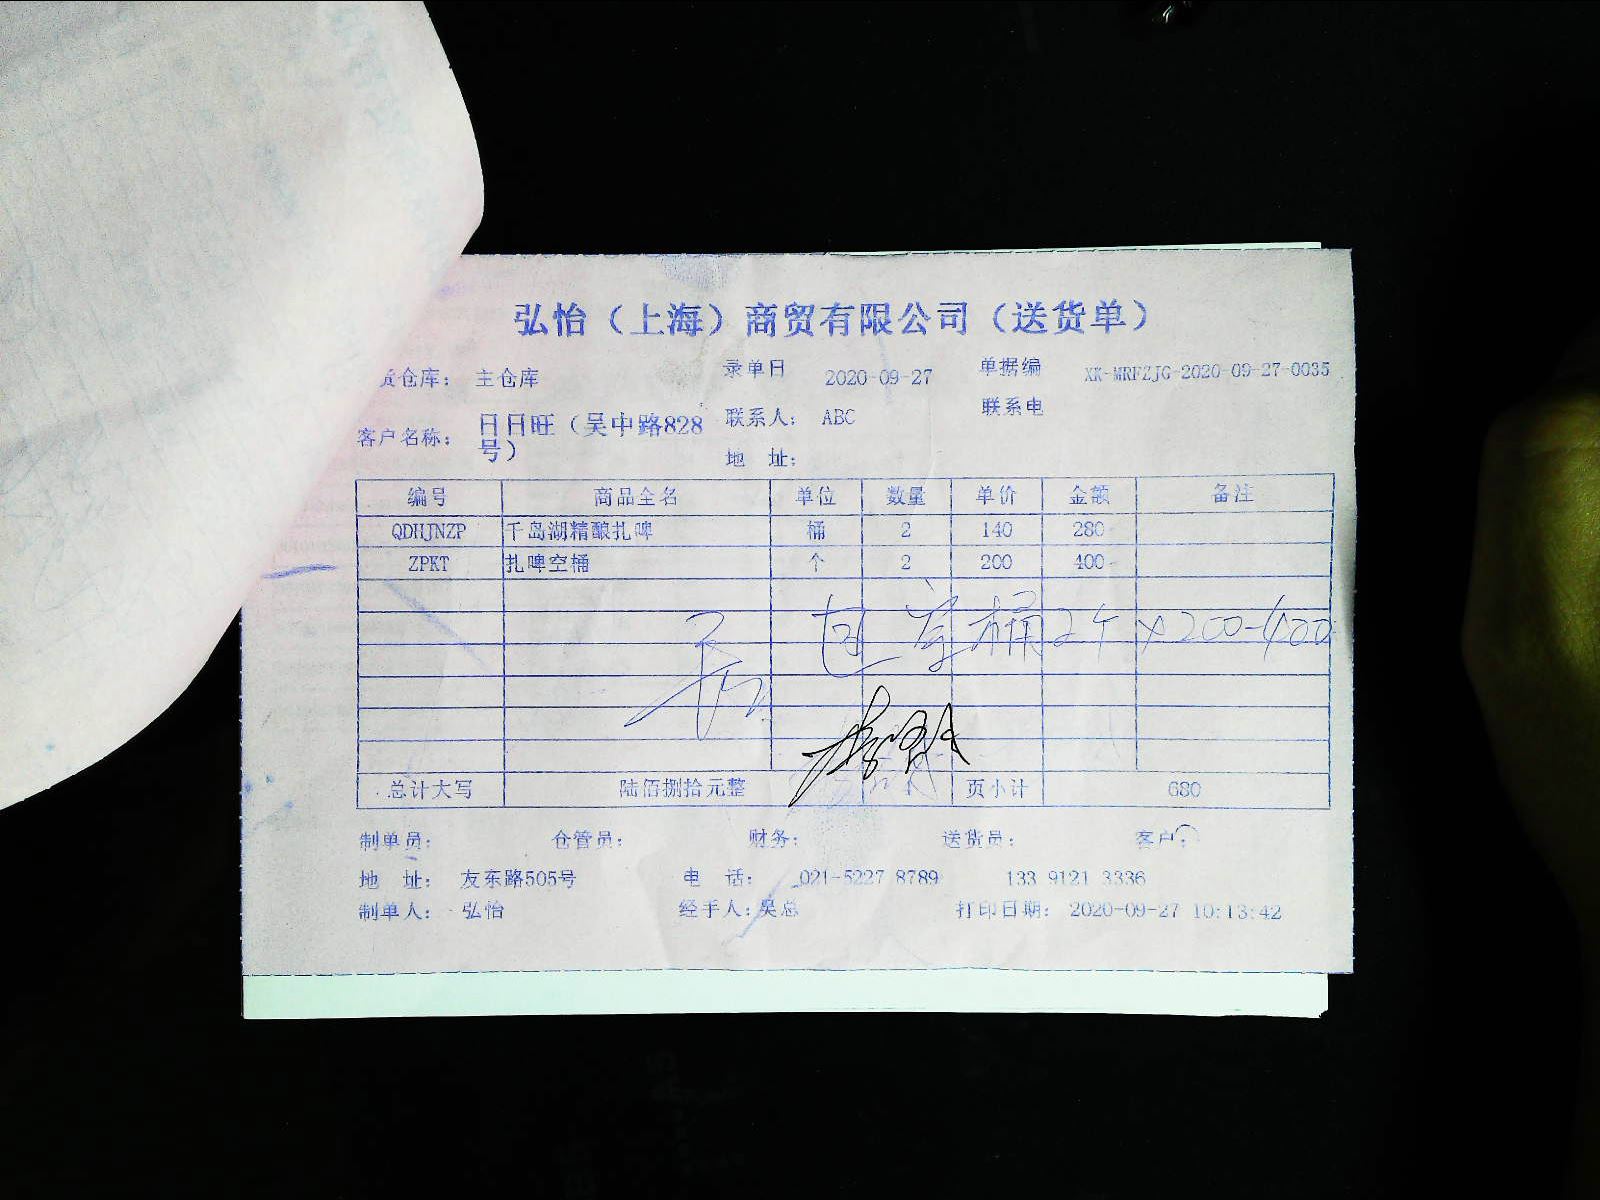 弘怡（上海）商贸有限公司（送货单）
货仓库： 主仓库 录单日 2020-09-27 单据编 XK-MRFZJG-2020-09-27-0035
客户名称： 日日旺（吴中路828号） 联系人： ABC 联系电
地 址：
编号 商品全名 单位 数量 单价 金额 备注
QDHJNZP 千岛湖精酿扎啤 桶 2 140 280
ZPKT 扎啤空桶 个 2 200 400
桶2个×200-400
总计大写 陆佰捌拾元整 页小计 680
制单员： 仓管员： 财务： 送货员： 客户：
地 址： 友东路505号 电 话： 021-5227 8789 133 9121 3336
制单人： 弘怡 经手人：吴总 打印日期： 2020-09-27 10:13:42